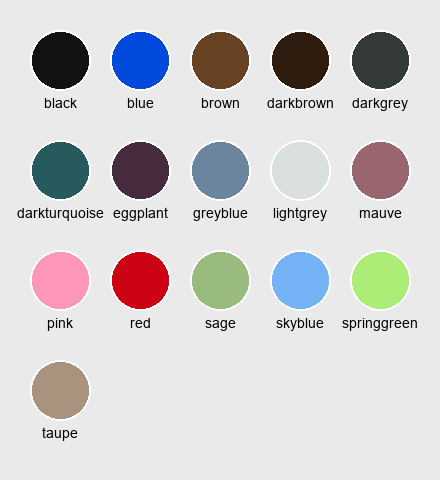 black blue brown darkbrown darkgrey
darkturquoise eggplant greyblue lightgrey mauve
pink red sage skyblue springgreen
taupe